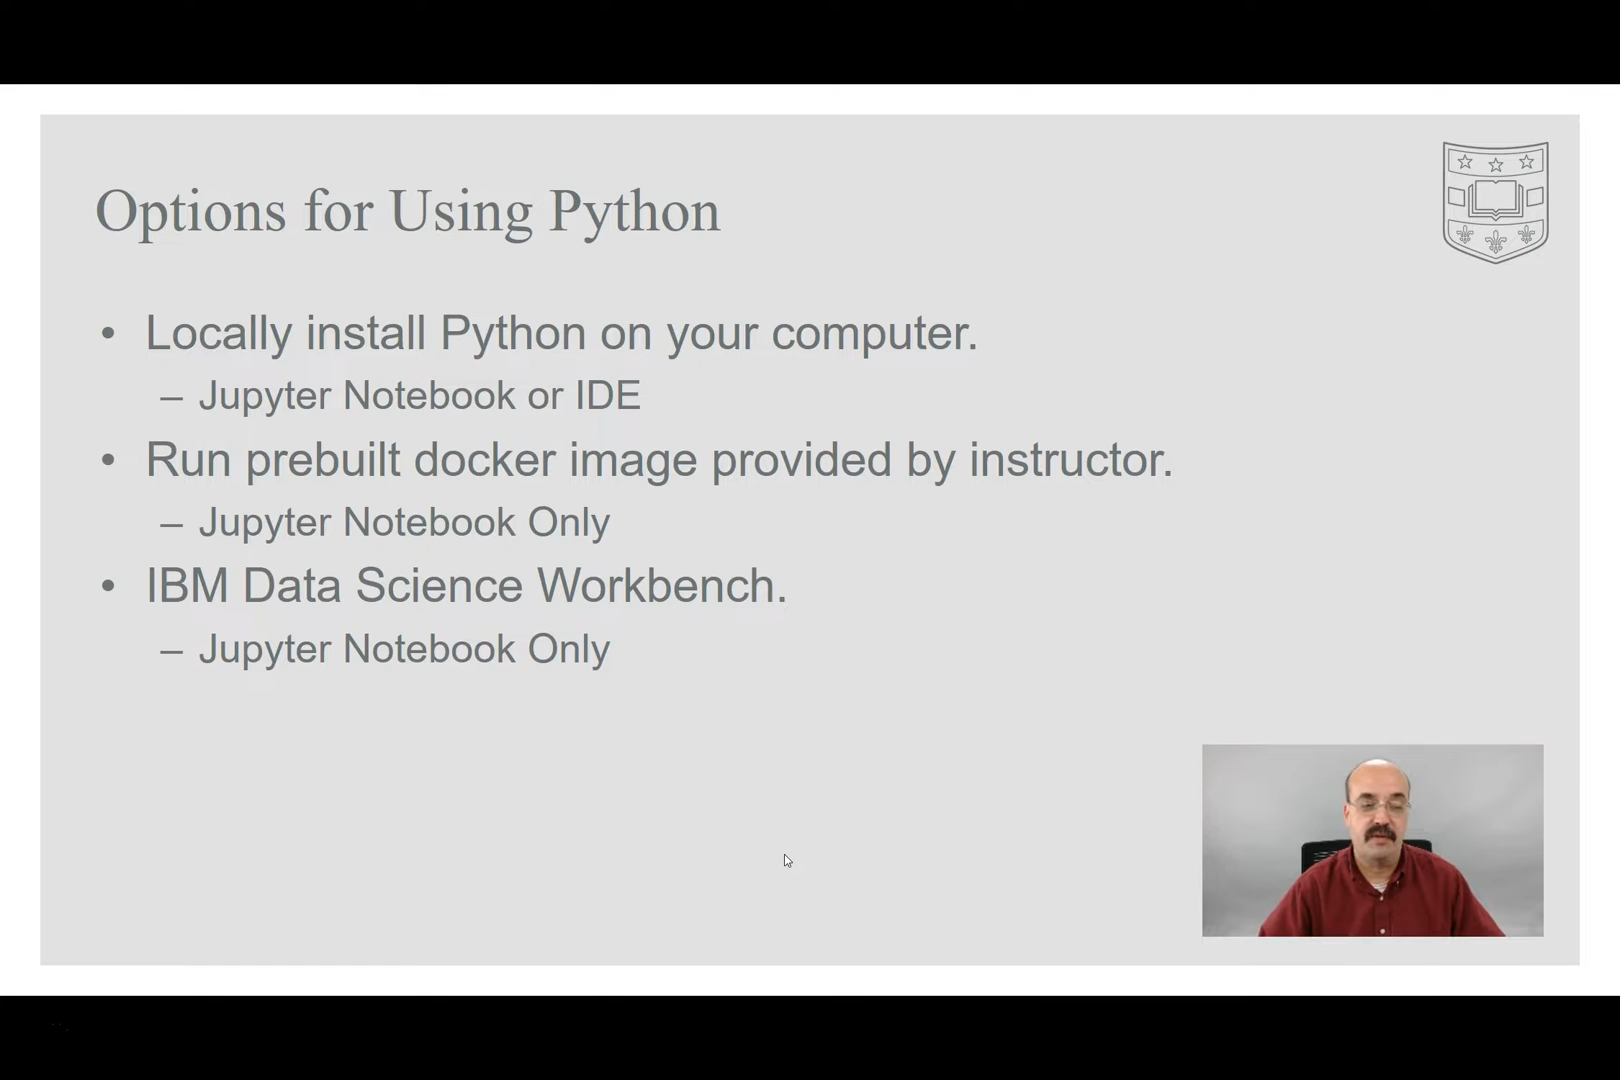 Options for Using Python
• Locally install Python on your computer.
– Jupyter Notebook or IDE
• Run prebuilt docker image provided by instructor.
– Jupyter Notebook Only
• IBM Data Science Workbench.
– Jupyter Notebook Only